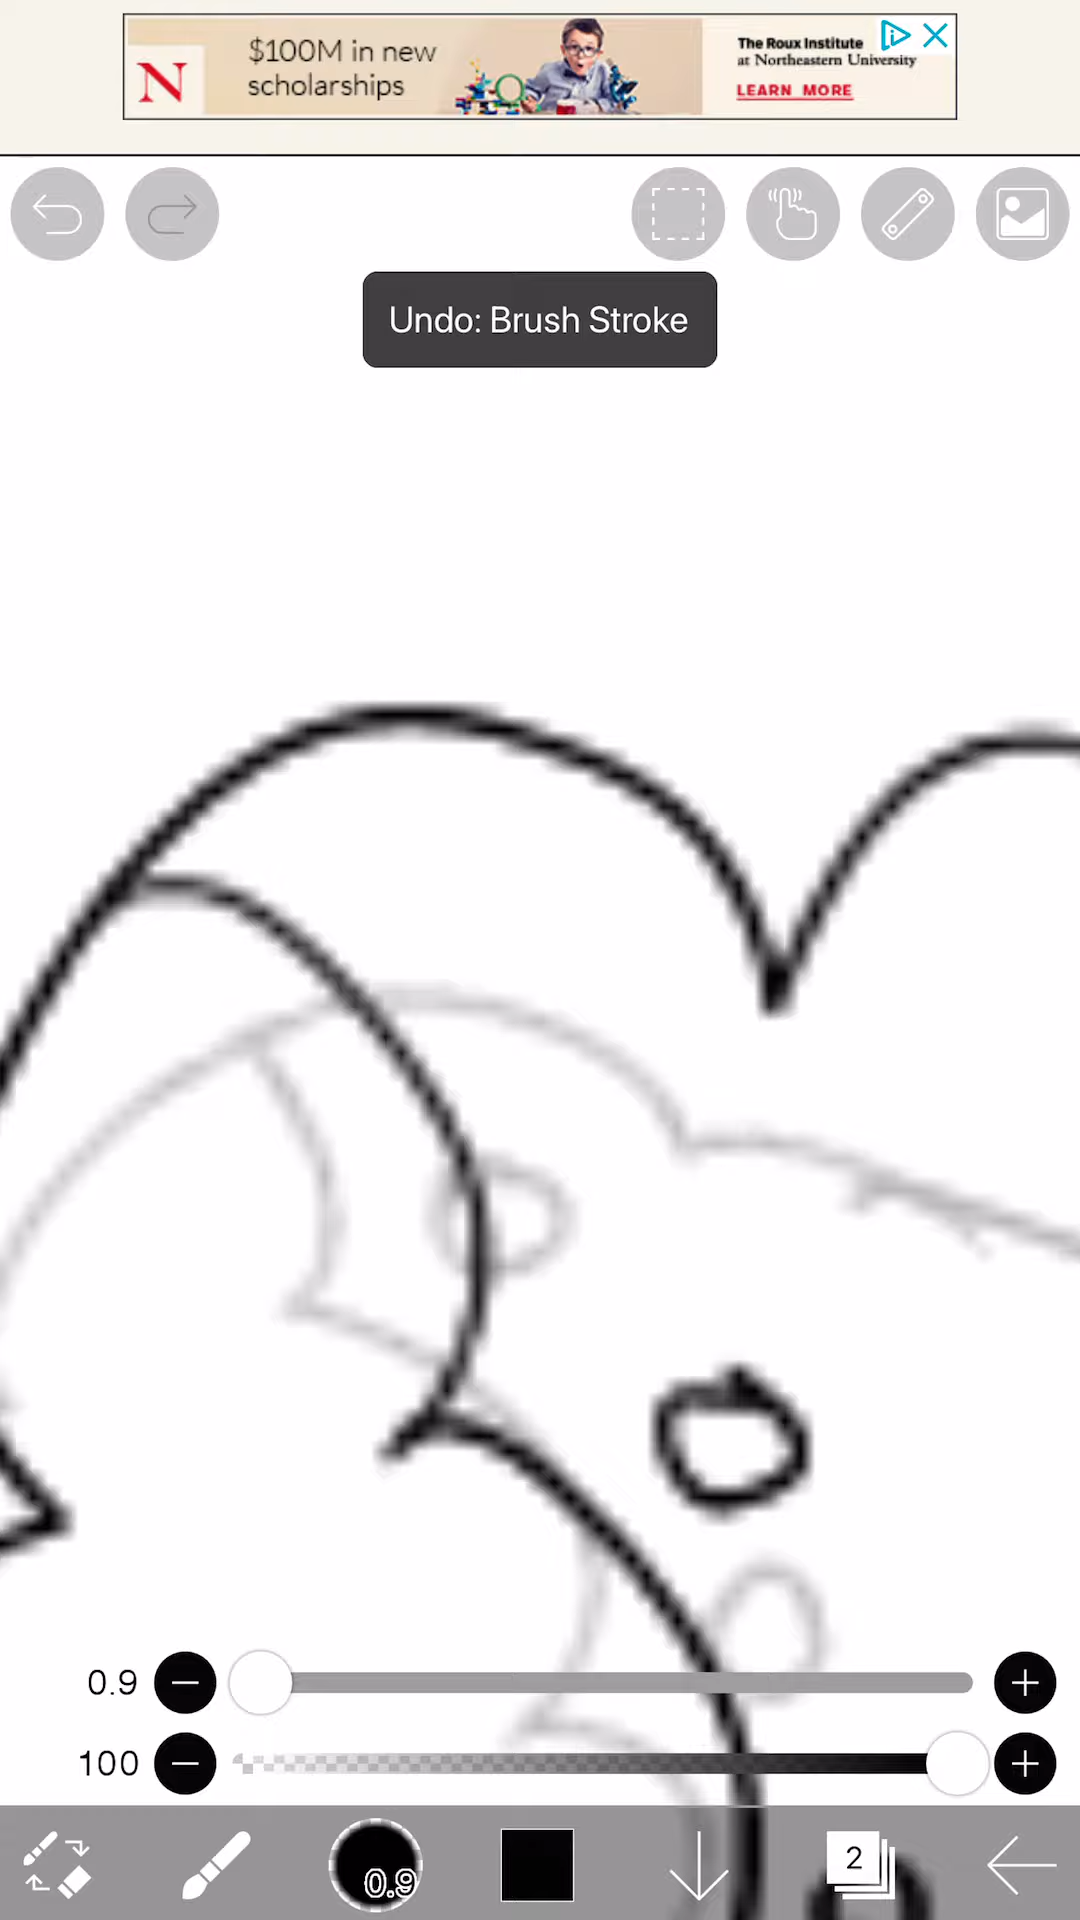 N
$100M in new
scholarships
The Roux Institute
at Northeastern University
LEARN MORE
Undo: Brush Stroke
0.9
100
0.9
2